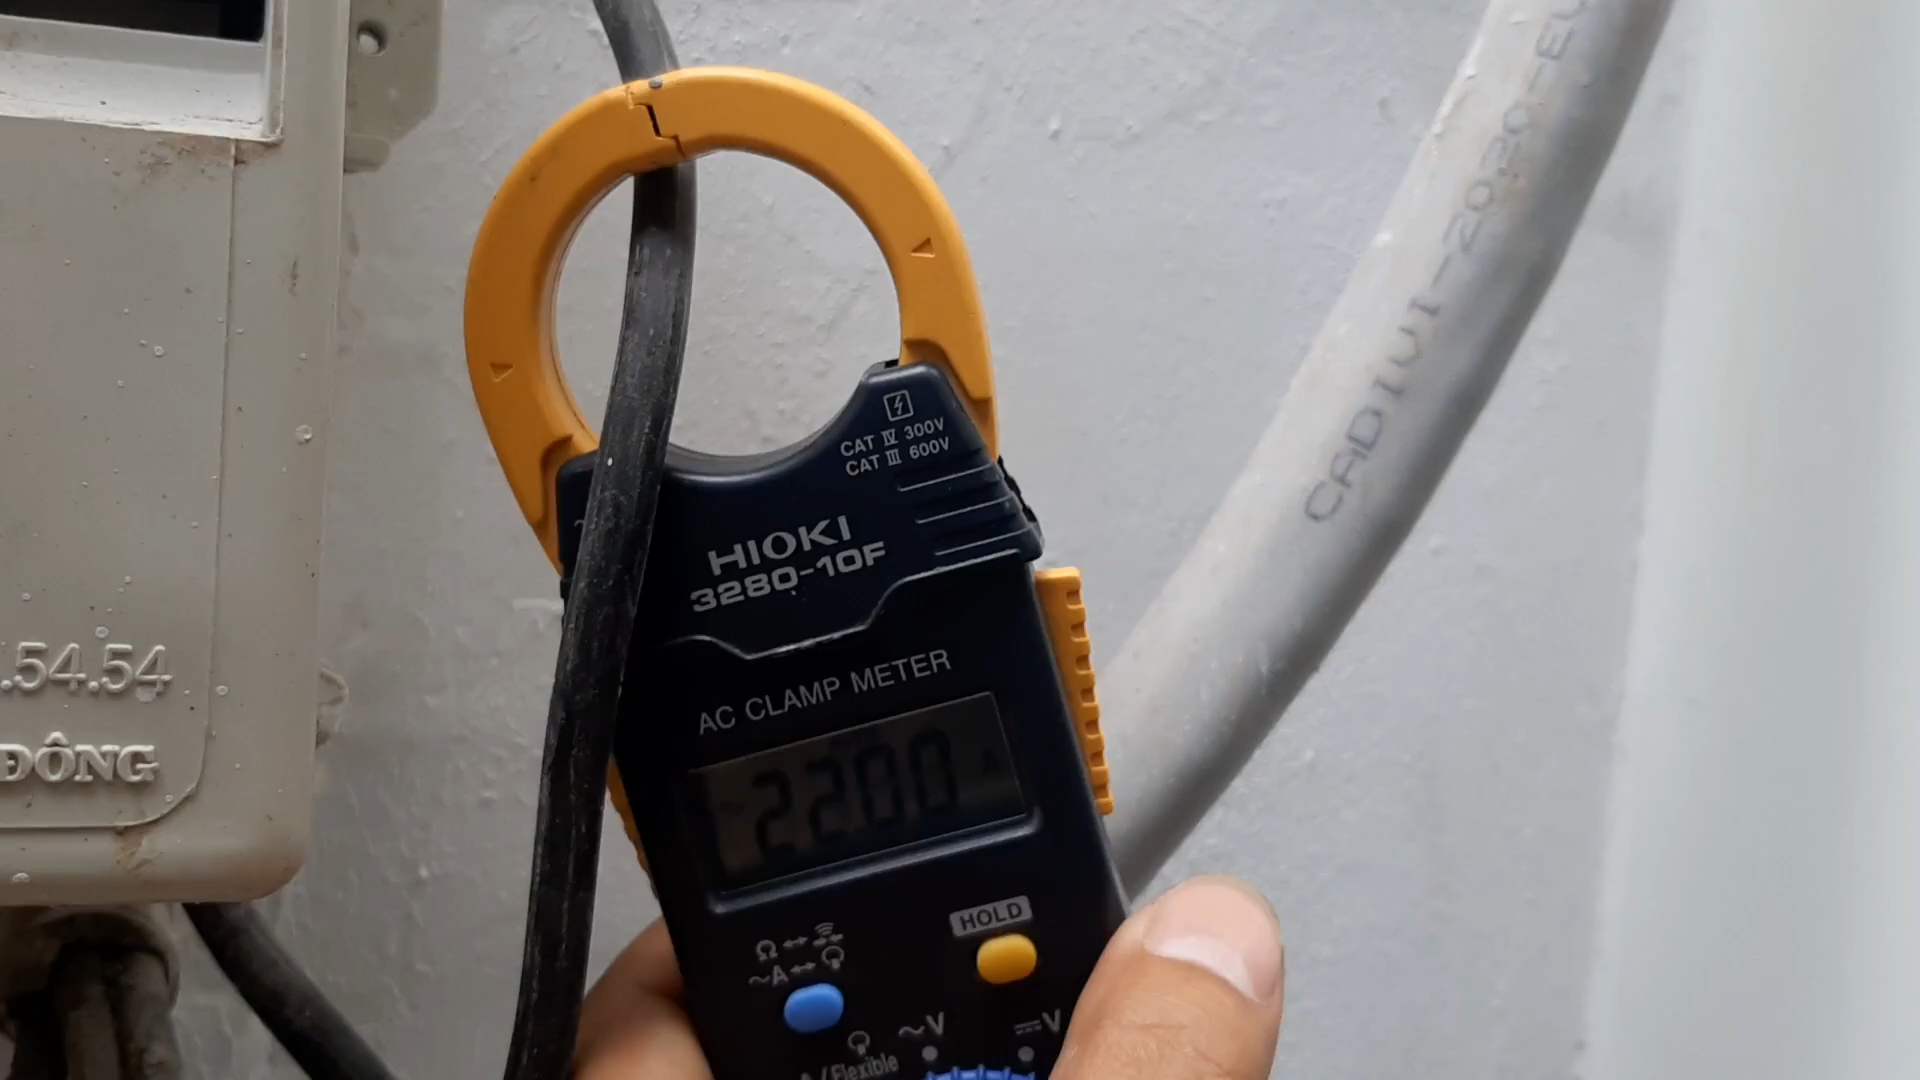 CADIVI-2020-EV
CAT Ⅳ 300V
CAT Ⅲ 600V
HIOKI
3280-10F
AC CLAMP METER
.54.54
ĐÔNG
22.00 A
HOLD
Ω↔
~A↔
~V
⎓V
/Flexible